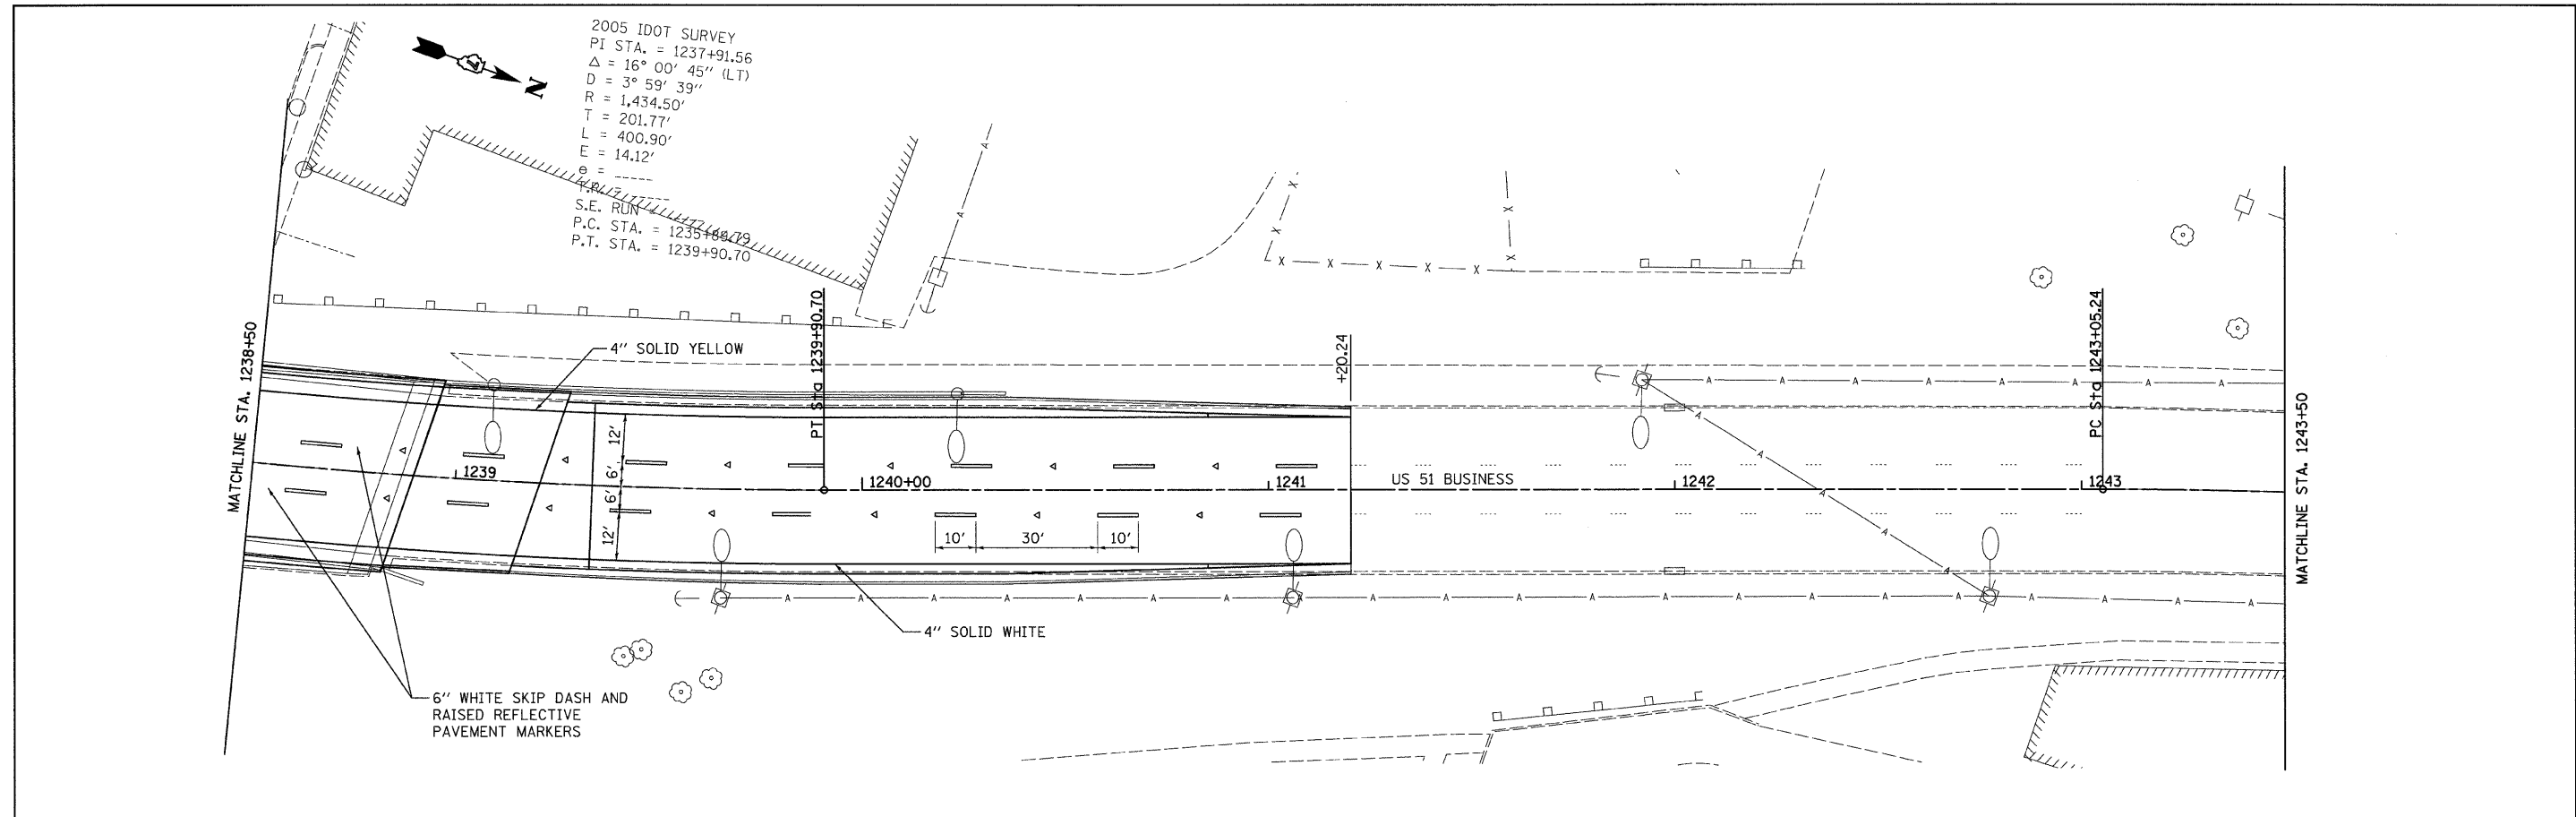 2005 IDOT SURVEY
PI STA. = 1237+91.56
Δ = 16° 00' 45" (LT)
D = 3° 59' 39"
R = 1,434.50'
T = 201.77'
L = 400.90'
E = 14.12'
e = _____
T.R. = _____
S.E. RUN = _____
P.C. STA. = 1235+89.79
P.T. STA. = 1239+90.70
N
MATCHLINE STA. 1238+50
4" SOLID YELLOW
PT Sta 1239+90.70
+20.24
PC Sta 1243+05.24
MATCHLINE STA. 1243+50
12'
6'
6'
12'
1239
1240+00
1241
US 51 BUSINESS
1242
1243
10'
30'
10'
4" SOLID WHITE
6" WHITE SKIP DASH AND
RAISED REFLECTIVE
PAVEMENT MARKERS